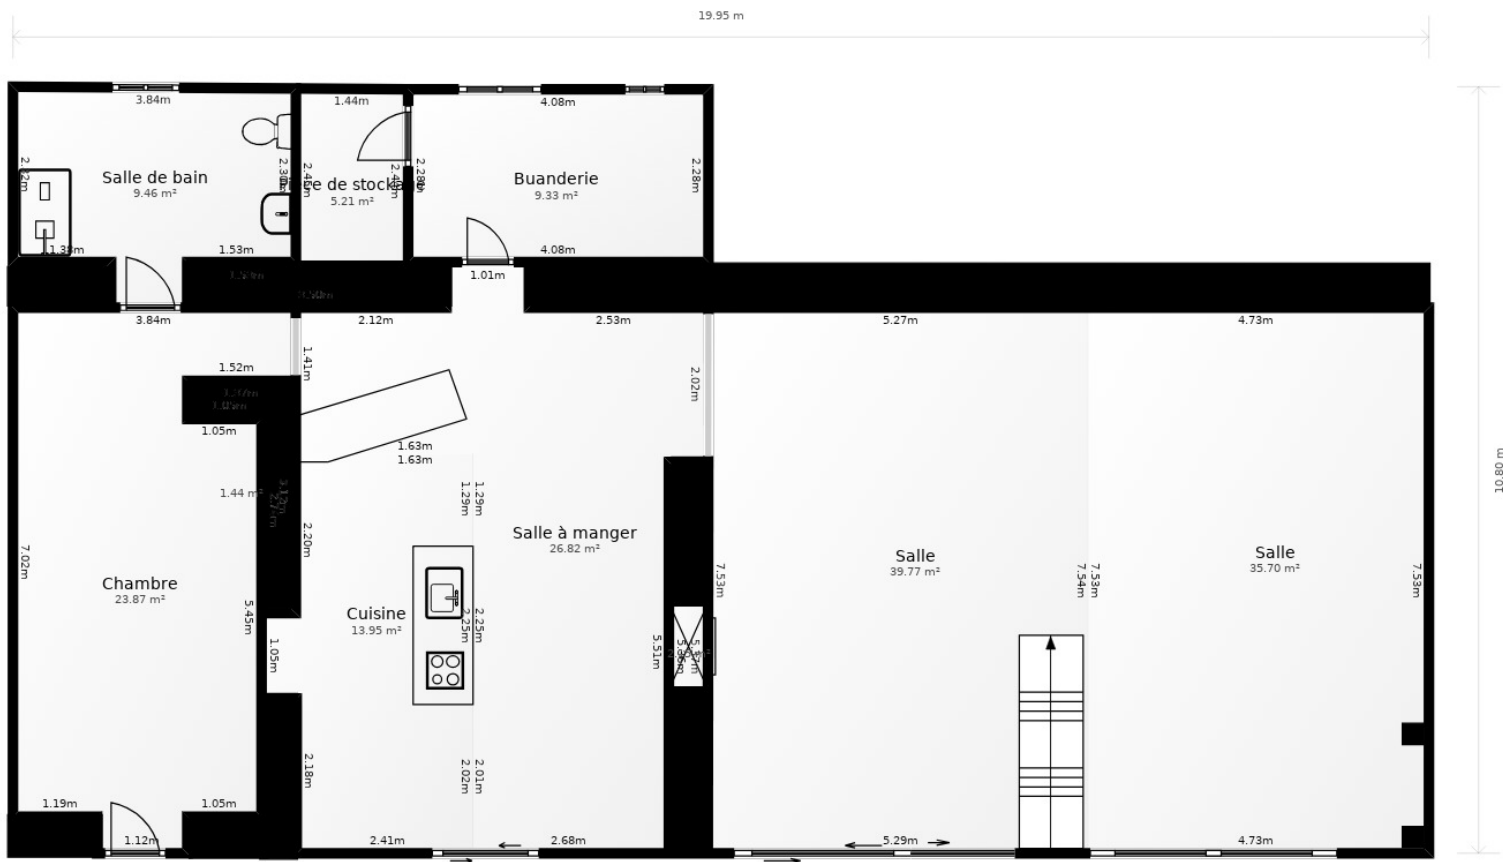 19.95 m
3.84m
1.44m
4.08m
2.30m
2.28m
2.28m
Salle de bain
9.46 m²
de stockage
5.21 m²
Buanderie
9.33 m²
10.80 m
1.38m
1.53m
4.08m
1.01m
3.84m
2.12m
2.53m
5.27m
4.73m
1.41m
1.52m
2.02m
1.05m
1.63m
1.63m
1.44 m²
1.29m
1.29m
2.20m
Salle à manger
26.82 m²
7.02m
Chambre
23.87 m²
7.53m
Salle
39.77 m²
7.54m
7.53m
Salle
35.70 m²
7.53m
5.45m
Cuisine
13.95 m²
2.25m
2.25m
1.05m
5.51m
2.18m
2.02m
2.01m
1.19m
1.05m
1.12m
2.41m
2.68m
5.29m
4.73m